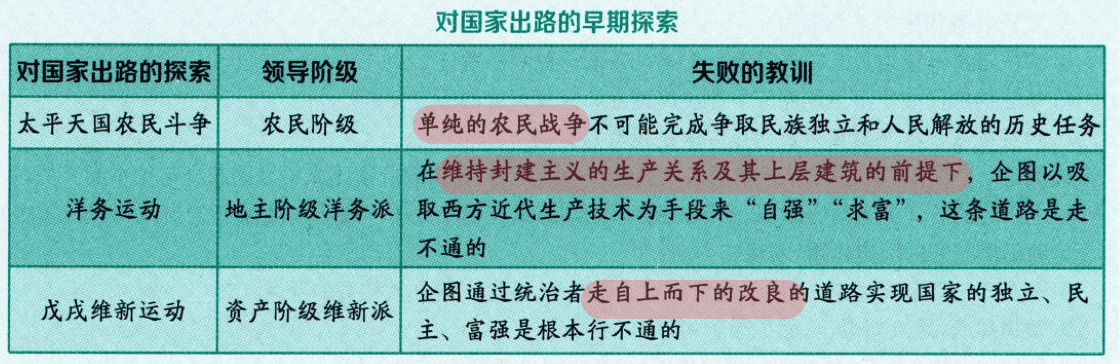 对国家出路的早期探索
对国家出路的探索 领导阶级 失败的教训
太平天国农民斗争 农民阶级 单纯的农民战争不可能完成争取民族独立和人民解放的历史任务
洋务运动 地主阶级洋务派 在维持封建主义的生产关系及其上层建筑的前提下，企图以吸
取西方近代生产技术为手段来“自强”“求富”，这条道路是走
不通的
戊戌维新运动 资产阶级维新派 企图通过统治者走自上而下的改良的道路实现国家的独立、民
主、富强是根本行不通的